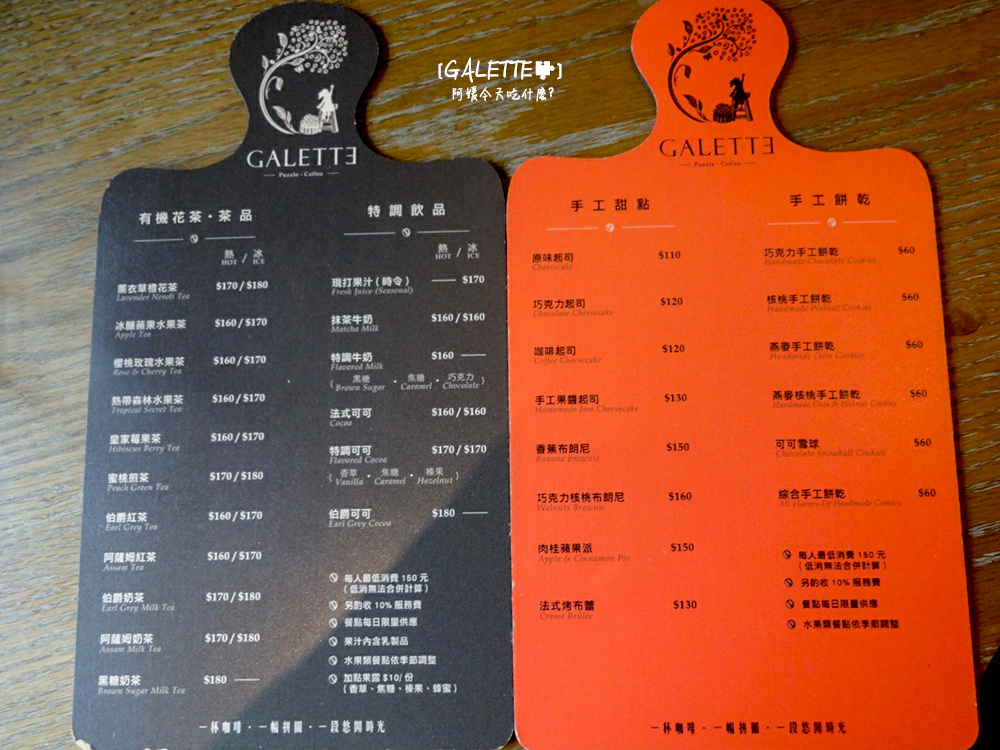 [GALETTE]
阿嬤今天吃什麼?
GALETTE
Puzzle · Coffee
有機花茶·茶品
熱 / 冰
HOT / ICE
薰衣草橙花茶 $170 / $180
Lavender Neroli Tea
冰釀蘋果水果茶 $160 / $170
Apple Tea
櫻桃玫瑰水果茶 $160 / $170
Rose & Cherry Tea
熱帶森林水果茶 $160 / $170
Tropical Secret Tea
皇家莓果茶 $160 / $170
Hibiscus Berry Tea
蜜桃煎茶 $170 / $180
Peach Green Tea
伯爵紅茶 $160 / $170
Earl Grey Tea
阿薩姆紅茶 $160 / $170
Assam Tea
伯爵奶茶 $170 / $180
Earl Grey Milk Tea
阿薩姆奶茶 $170 / $180
Assam Milk Tea
黑糖奶茶 $180 —
Brown Sugar Milk Tea
特調飲品
熱 / 冰
HOT / ICE
現打果汁(時令) — $170
Fresh Juice (Seasonal)
抹茶牛奶 $160 / $160
Matcha Milk
特調牛奶 $160 —
Flavored Milk
(黑糖·焦糖·巧克力)
Brown Sugar · Caramel · Chocolate
法式可可 $160 / $160
Cocoa
特調可可 $170 / $170
Flavored Cocoa
(香草·焦糖·榛果)
Vanilla · Caramel · Hazelnut
伯爵可可 $180 —
Earl Grey Cocoa
每人最低消費 150 元
(低消無法合併計算)
另酌收 10% 服務費
餐點每日限量供應
果汁內含乳製品
水果類餐點依季節調整
加點果露 $10/份
(香草、焦糖、榛果、蜂蜜)
一杯咖啡·一幅拼圖·一段悠閒時光
GALETTE
Puzzle · Coffee
手工甜點
原味起司 $110
Cheesecake
巧克力起司 $120
Chocolate Cheesecake
咖啡起司 $120
Coffee Cheesecake
手工果醬起司 $130
Homemade Jam Cheesecake
香蕉布朗尼 $150
Banana Brownie
巧克力核桃布朗尼 $160
Walnuts Brownie
肉桂蘋果派 $150
Apple & Cinnamon Pie
法式烤布蕾 $130
Crème Brûlée
手工餅乾
巧克力手工餅乾 $60
Handmade Chocolate Cookies
核桃手工餅乾 $60
Handmade Walnut Cookies
燕麥手工餅乾 $60
Handmade Oats Cookies
燕麥核桃手工餅乾 $60
Handmade Oats & Walnut Cookies
可可雪球 $60
Chocolate Snowball Cookies
綜合手工餅乾 $60
All Flavors Of Handmade Cookies
每人最低消費 150 元
(低消無法合併計算)
另酌收 10% 服務費
餐點每日限量供應
水果類餐點依季節調整
一杯咖啡·一幅拼圖·一段悠閒時光